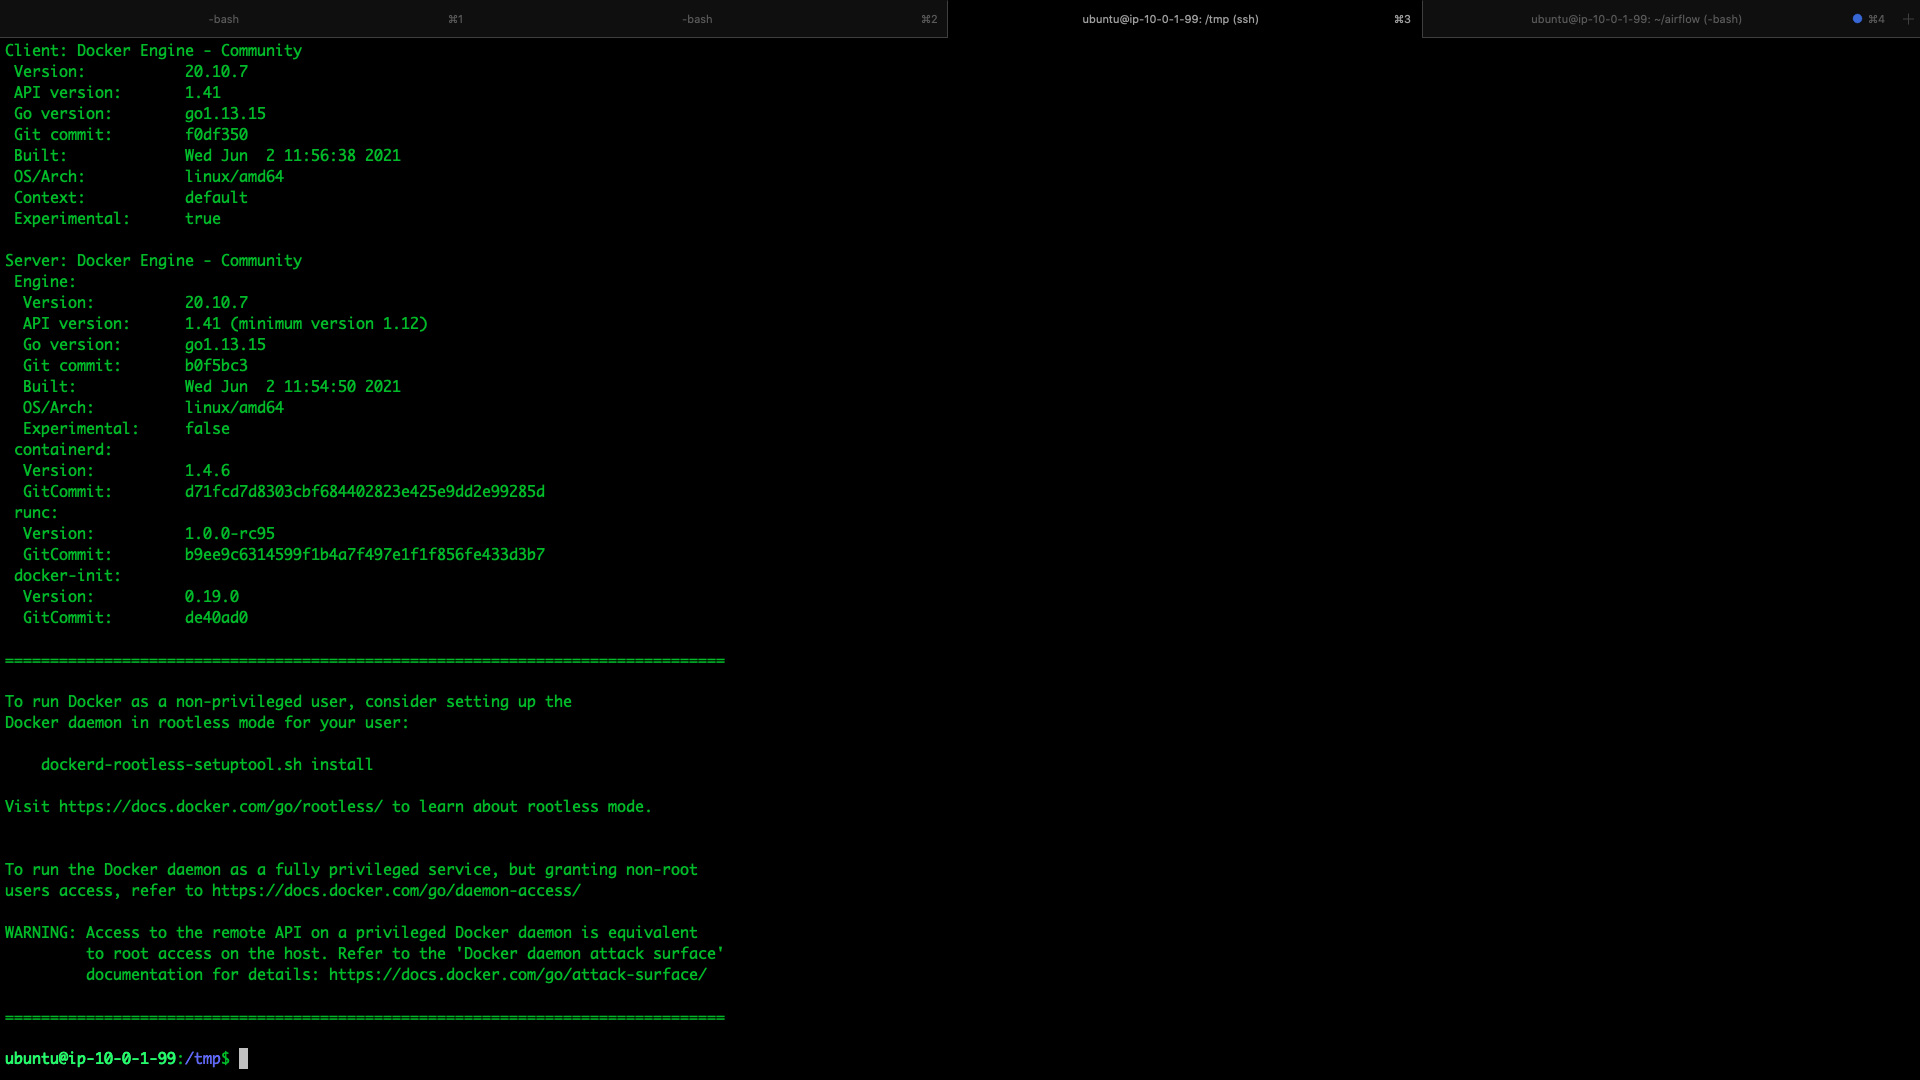 -bash ⌘1 -bash ⌘2 ubuntu@ip-10-0-1-99: /tmp (ssh) ⌘3 ubuntu@ip-10-0-1-99: ~/airflow (-bash) ⌘4 +
Client: Docker Engine - Community
 Version:           20.10.7
 API version:       1.41
 Go version:        go1.13.15
 Git commit:        f0df350
 Built:             Wed Jun  2 11:56:38 2021
 OS/Arch:           linux/amd64
 Context:           default
 Experimental:      true

Server: Docker Engine - Community
 Engine:
  Version:          20.10.7
  API version:      1.41 (minimum version 1.12)
  Go version:       go1.13.15
  Git commit:       b0f5bc3
  Built:            Wed Jun  2 11:54:50 2021
  OS/Arch:          linux/amd64
  Experimental:     false
 containerd:
  Version:          1.4.6
  GitCommit:        d71fcd7d8303cbf684402823e425e9dd2e99285d
 runc:
  Version:          1.0.0-rc95
  GitCommit:        b9ee9c6314599f1b4a7f497e1f1f856fe433d3b7
 docker-init:
  Version:          0.19.0
  GitCommit:        de40ad0

================================================================================

To run Docker as a non-privileged user, consider setting up the
Docker daemon in rootless mode for your user:

    dockerd-rootless-setuptool.sh install

Visit https://docs.docker.com/go/rootless/ to learn about rootless mode.


To run the Docker daemon as a fully privileged service, but granting non-root
users access, refer to https://docs.docker.com/go/daemon-access/

WARNING: Access to the remote API on a privileged Docker daemon is equivalent
         to root access on the host. Refer to the 'Docker daemon attack surface'
         documentation for details: https://docs.docker.com/go/attack-surface/

================================================================================

ubuntu@ip-10-0-1-99:/tmp$